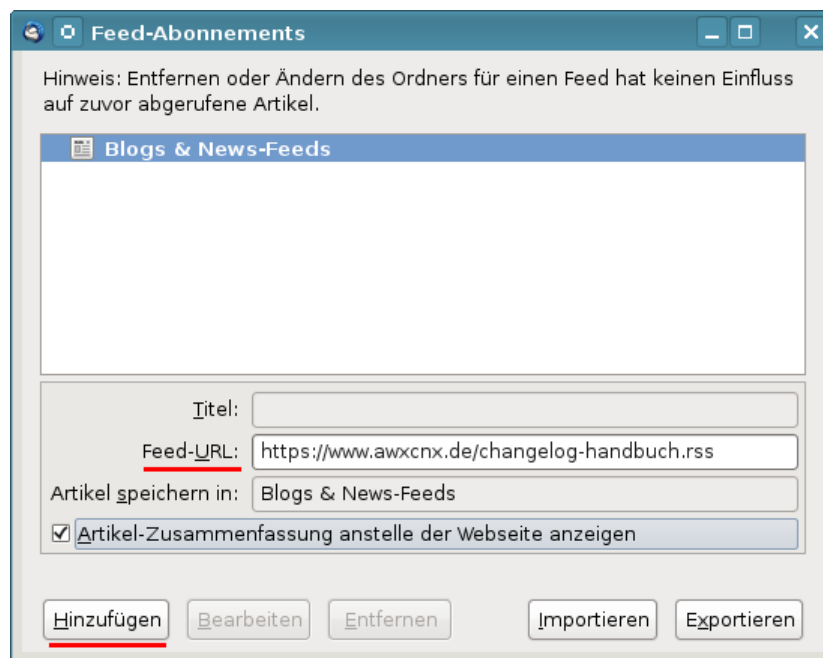 Feed-Abonnements
Hinweis: Entfernen oder Ändern des Ordners für einen Feed hat keinen Einfluss
auf zuvor abgerufene Artikel.
Blogs & News-Feeds
Titel:
Feed-URL: https://www.awxcnx.de/changelog-handbuch.rss
Artikel speichern in: Blogs & News-Feeds
Artikel-Zusammenfassung anstelle der Webseite anzeigen
Hinzufügen Bearbeiten Entfernen Importieren Exportieren